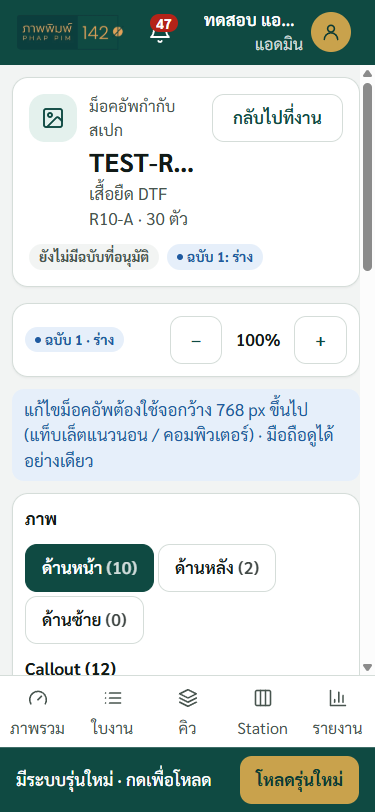 ภาพพิมพ์
PHAP PIM
142
47
ทดสอบ แอ...
แอดมิน
ม็อคอัพกำกับ
สเปก
กลับไปที่งาน
TEST-R...
เสื้อยืด DTF
R10-A · 30 ตัว
ยังไม่มีฉบับที่อนุมัติ
ฉบับ 1: ร่าง
ฉบับ 1 · ร่าง
−
100%
+
แก้ไขม็อคอัพต้องใช้จอกว้าง 768 px ขึ้นไป
(แท็บเล็ตแนวนอน / คอมพิวเตอร์) · มือถือดูได้
อย่างเดียว
ภาพ
ด้านหน้า (10)
ด้านหลัง (2)
ด้านซ้าย (0)
Callout (12)
ภาพรวม
ใบงาน
คิว
Station
รายงาน
มีระบบรุ่นใหม่ · กดเพื่อโหลด
โหลดรุ่นใหม่